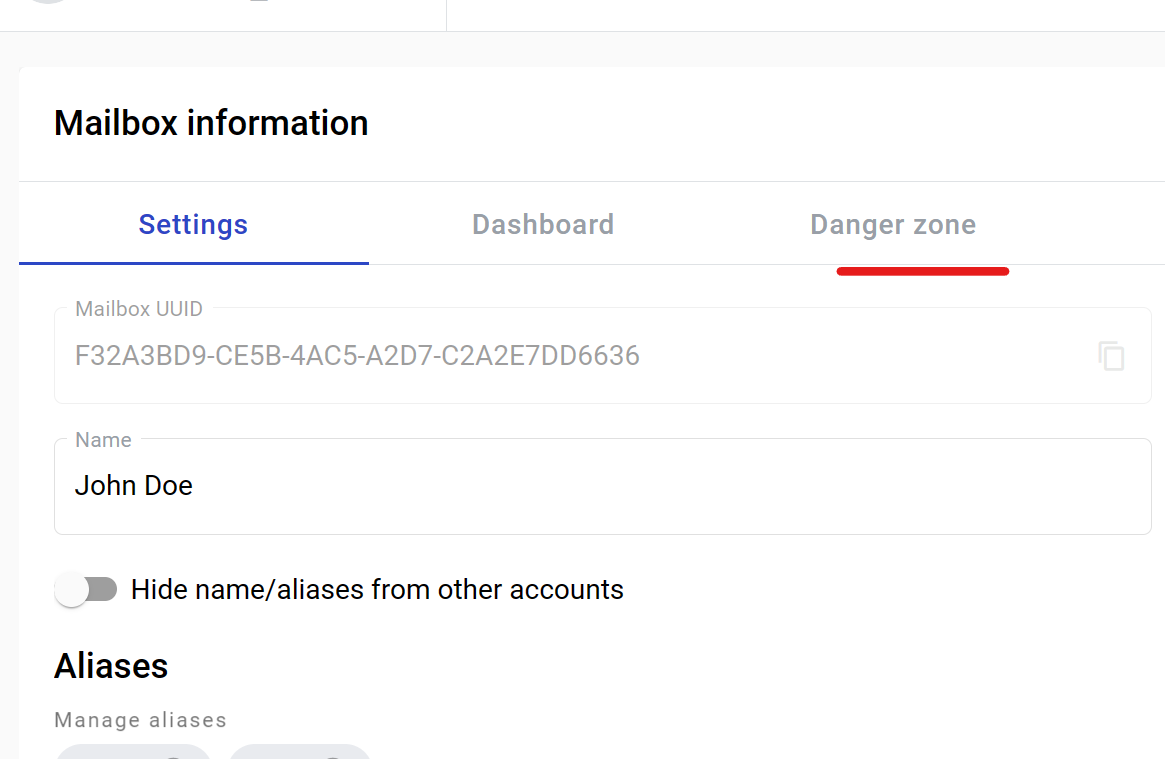 Mailbox information
Settings Dashboard Danger zone
Mailbox UUID
F32A3BD9-CE5B-4AC5-A2D7-C2A2E7DD6636
Name
John Doe
Hide name/aliases from other accounts
Aliases
Manage aliases